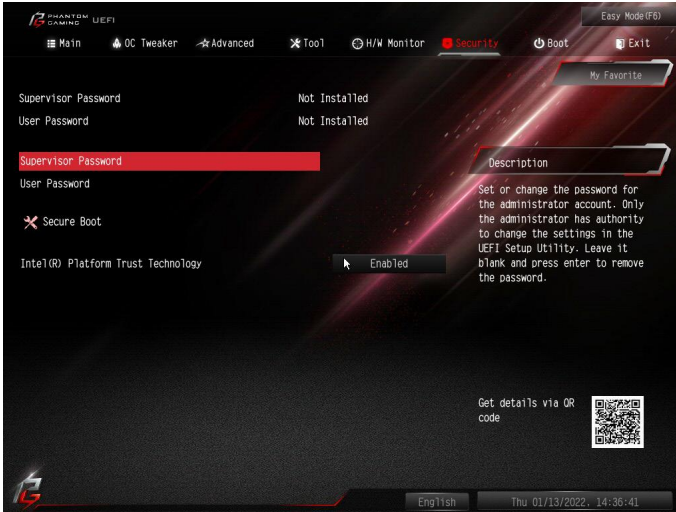 PHANTOM GAMING UEFI
Easy Mode(F6)
Main OC Tweaker Advanced Tool H/W Monitor Security Boot Exit
My Favorite
Supervisor Password Not Installed
User Password Not Installed
Supervisor Password
User Password
Secure Boot
Intel(R) Platform Trust Technology Enabled
Description
Set or change the password for
the administrator account. Only
the administrator has authority
to change the settings in the
UEFI Setup Utility. Leave it
blank and press enter to remove
the password.
Get details via QR
code
English Thu 01/13/2022. 14:36:41